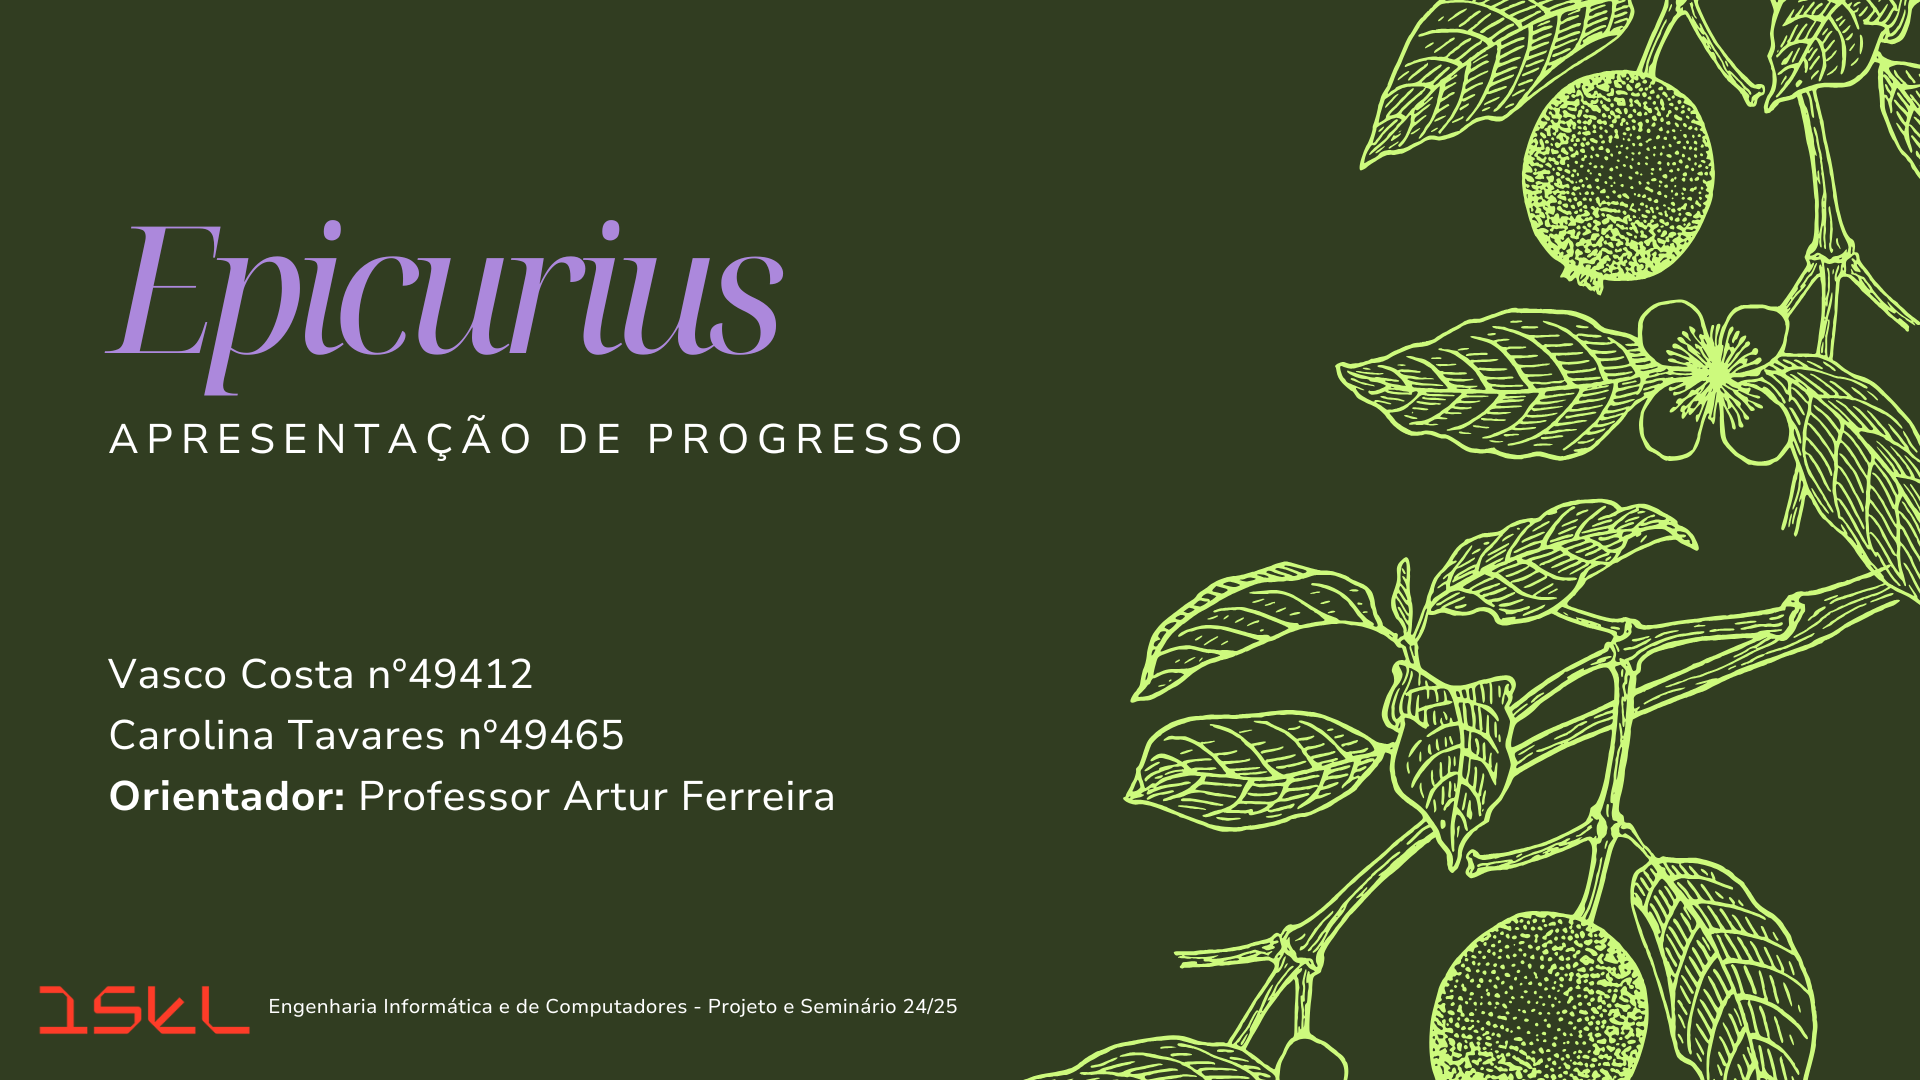 Epicurius
APRESENTAÇÃO DE PROGRESSO
Vasco Costa nº49412
Carolina Tavares nº49465
Orientador: Professor Artur Ferreira
ISEL
Engenharia Informática e de Computadores - Projeto e Seminário 24/25